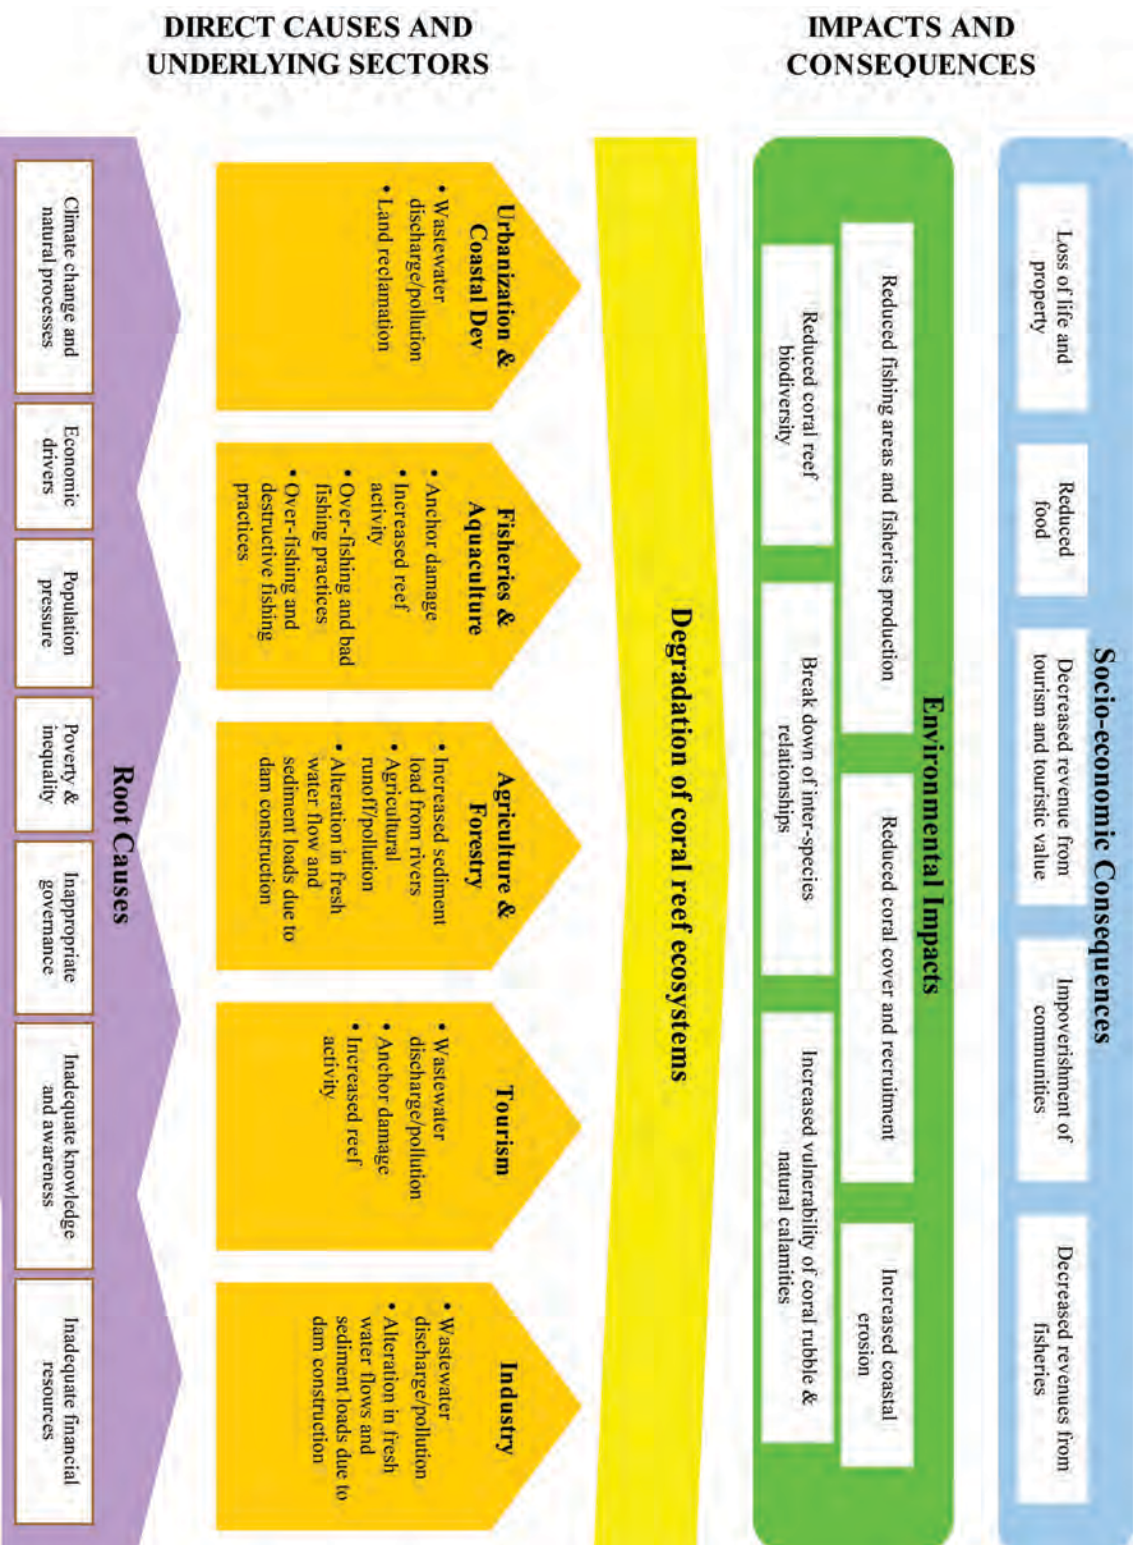 DIRECT CAUSES AND
UNDERLYING SECTORS
IMPACTS AND
CONSEQUENCES
Socio-economic Consequences
Loss of life and
property
Reduced
food
Decreased revenue from
tourism and touristic value
Impoverishment of
communities
Decreased revenues from
fisheries
Environmental Impacts
Reduced fishing areas and fisheries production
Reduced coral cover and recruitment
Increased coastal
erosion
Reduced coral reef
biodiversity
Break down of inter-species
relationships
Increased vulnerability of coral rubble &
natural calamities
Degradation of coral reef ecosystems
Urbanization &
Coastal Dev
• Wastewater
discharge/pollution
• Land reclamation
Fisheries &
Aquaculture
• Anchor damage
• Increased reef
activity
• Over-fishing and bad
fishing practices
• Over-fishing and
destructive fishing
practices
Agriculture &
Forestry
• Increased sediment
load from rivers
• Agricultural
runoff/pollution
• Alteration in fresh
water flow and
sediment loads due to
dam construction
Tourism
• Wastewater
discharge/pollution
• Anchor damage
• Increased reef
activity
Industry
• Wastewater
discharge/pollution
• Alteration in fresh
water flows and
sediment loads due to
dam construction
Root Causes
Climate change and
natural processes
Economic
drivers
Population
pressure
Poverty &
inequality
Inappropriate
governance
Inadequate knowledge
and awareness
Inadequate financial
resources